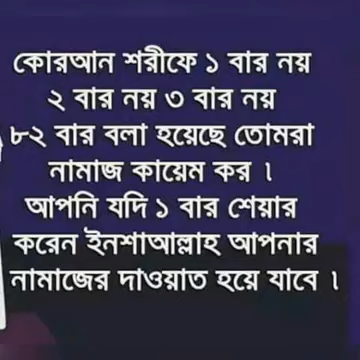 কোরআন শরীফে ১ বার নয়
২ বার নয় ৩ বার নয়
৮২ বার বলা হয়েছে তোমরা
নামাজ কায়েম কর ।
আপনি যদি ১ বার শেয়ার
করেন ইনশাআল্লাহ আপনার
নামাজের দাওয়াত হয়ে যাবে ।